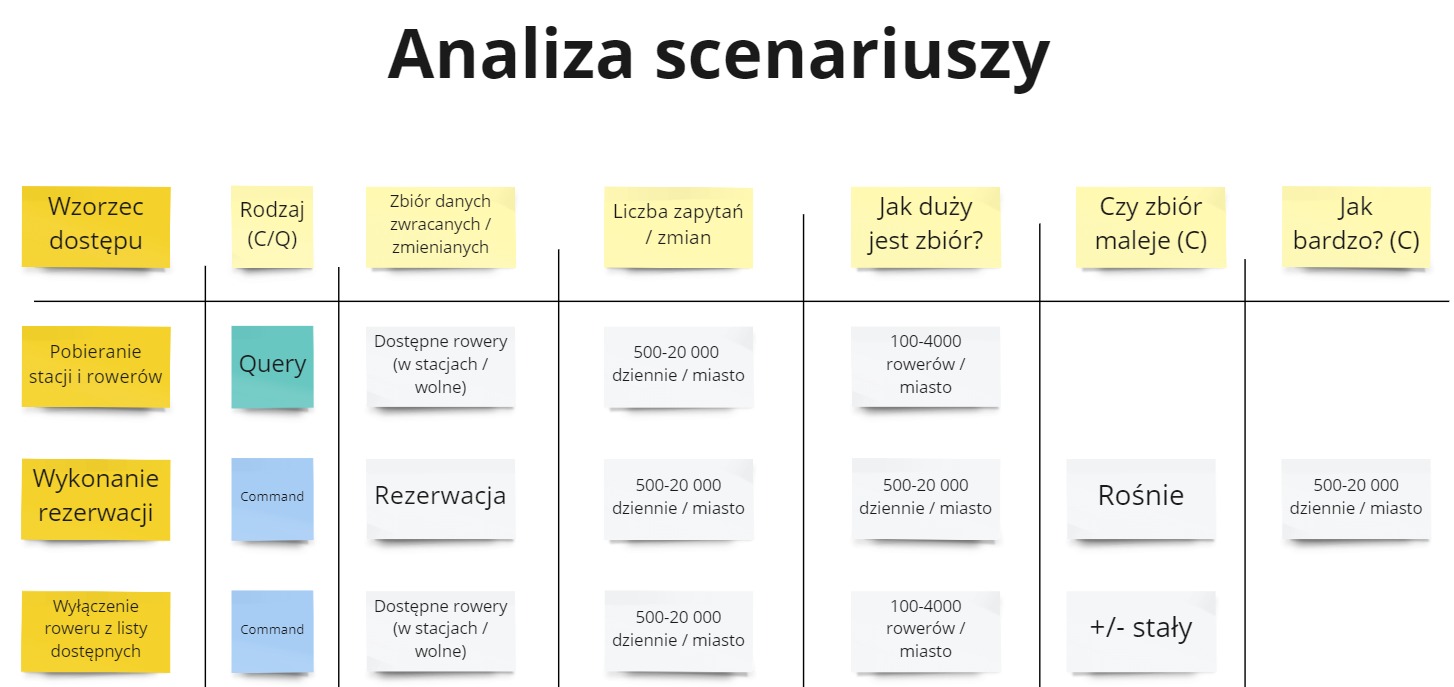 Analiza scenariuszy
Wzorzec
dostępu
Rodzaj
(C/Q)
Zbiór danych
zwracanych /
zmienianych
Liczba zapytań
/ zmian
Jak duży
jest zbiór?
Czy zbiór
maleje (C)
Jak
bardzo? (C)
Pobieranie
stacji i rowerów
Query
Dostępne rowery
(w stacjach /
wolne)
500-20 000
dziennie / miasto
100-4000
rowerów /
miasto
Wykonanie
rezerwacji
Command
Rezerwacja
500-20 000
dziennie / miasto
500-20 000
dziennie / miasto
Rośnie
500-20 000
dziennie / miasto
Wyłączenie
roweru z listy
dostępnych
Command
Dostępne rowery
(w stacjach /
wolne)
500-20 000
dziennie / miasto
100-4000
rowerów /
miasto
+/- stały